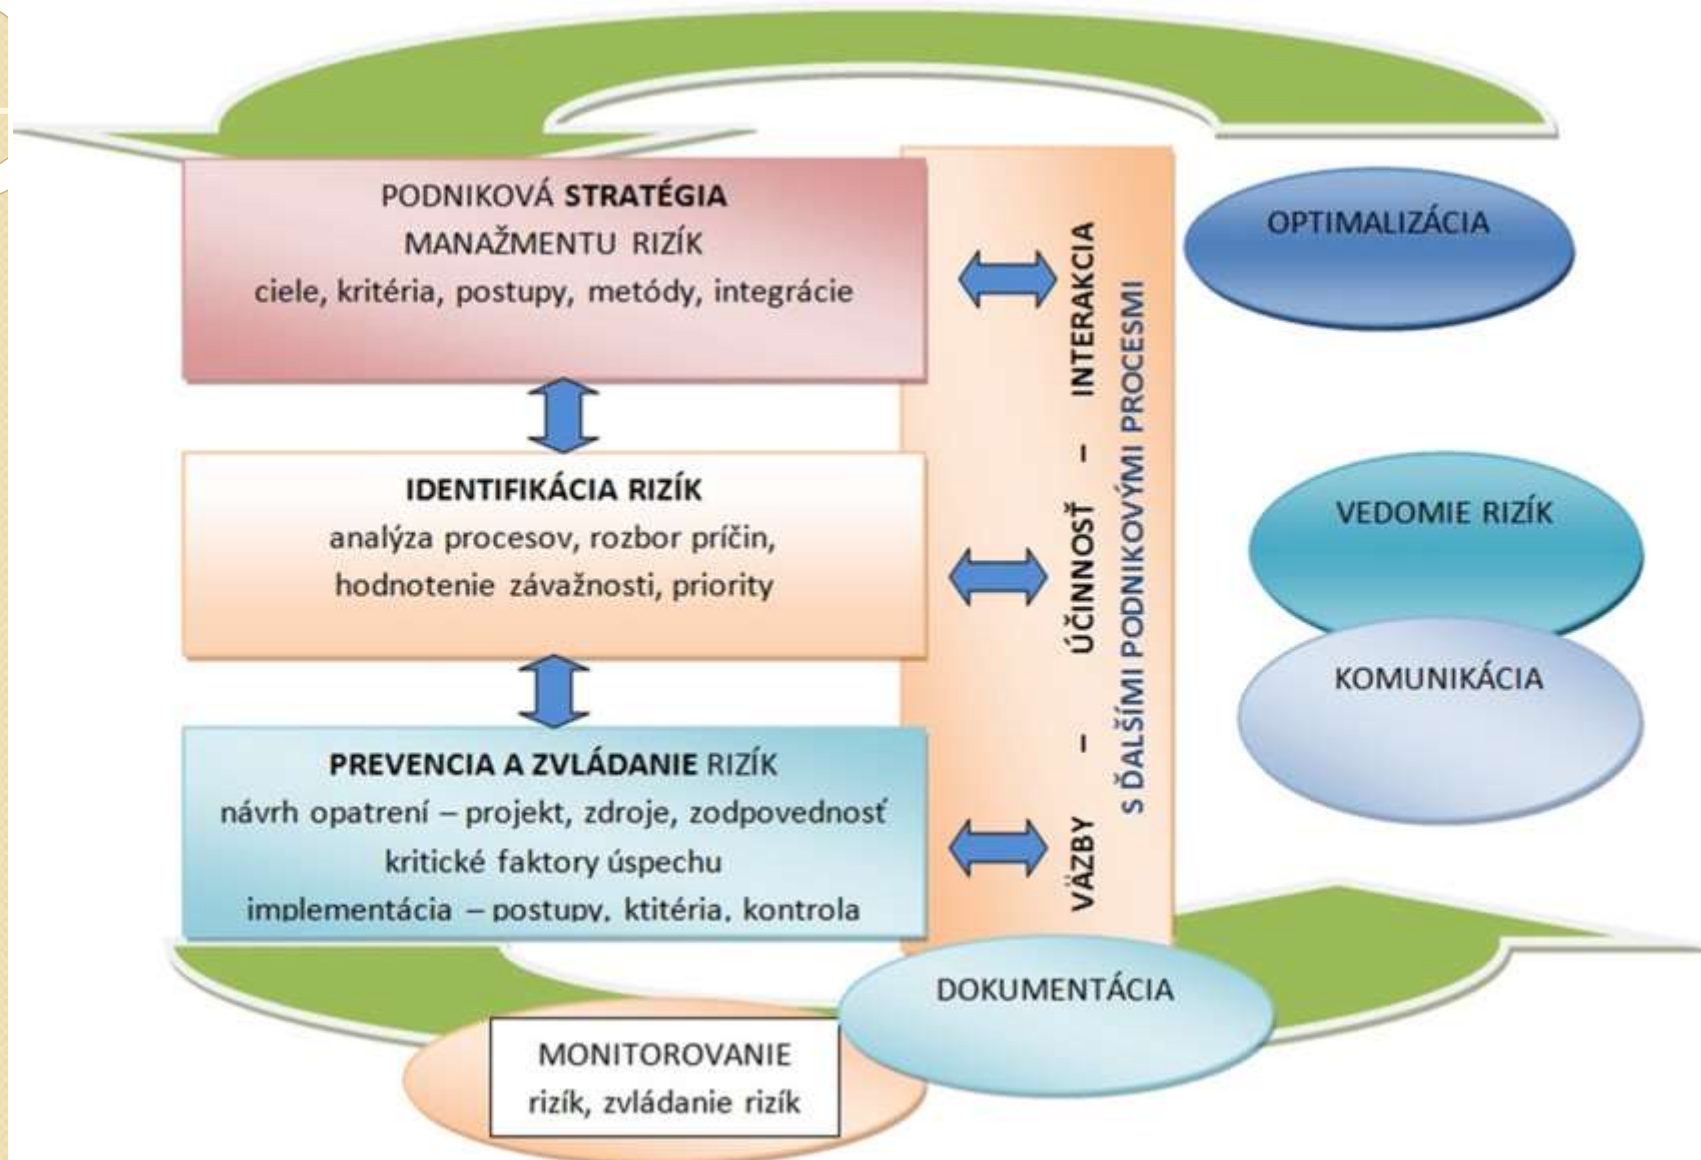 PODNIKOVÁ STRATÉGIA
MANAŽMENTU RIZÍK
ciele, kritéria, postupy, metódy, integrácie
IDENTIFIKÁCIA RIZÍK
analýza procesov, rozbor príčin,
hodnotenie závažnosti, priority
PREVENCIA A ZVLÁDANIE RIZÍK
návrh opatrení – projekt, zdroje, zodpovednosť
kritické faktory úspechu
implementácia – postupy, ktitéria, kontrola
VÄZBY – ÚČINNOSŤ – INTERAKCIA
S ĎALŠÍMI PODNIKOVÝMI PROCESMI
OPTIMALIZÁCIA
VEDOMIE RIZÍK
KOMUNIKÁCIA
DOKUMENTÁCIA
MONITOROVANIE
rizík, zvládanie rizík